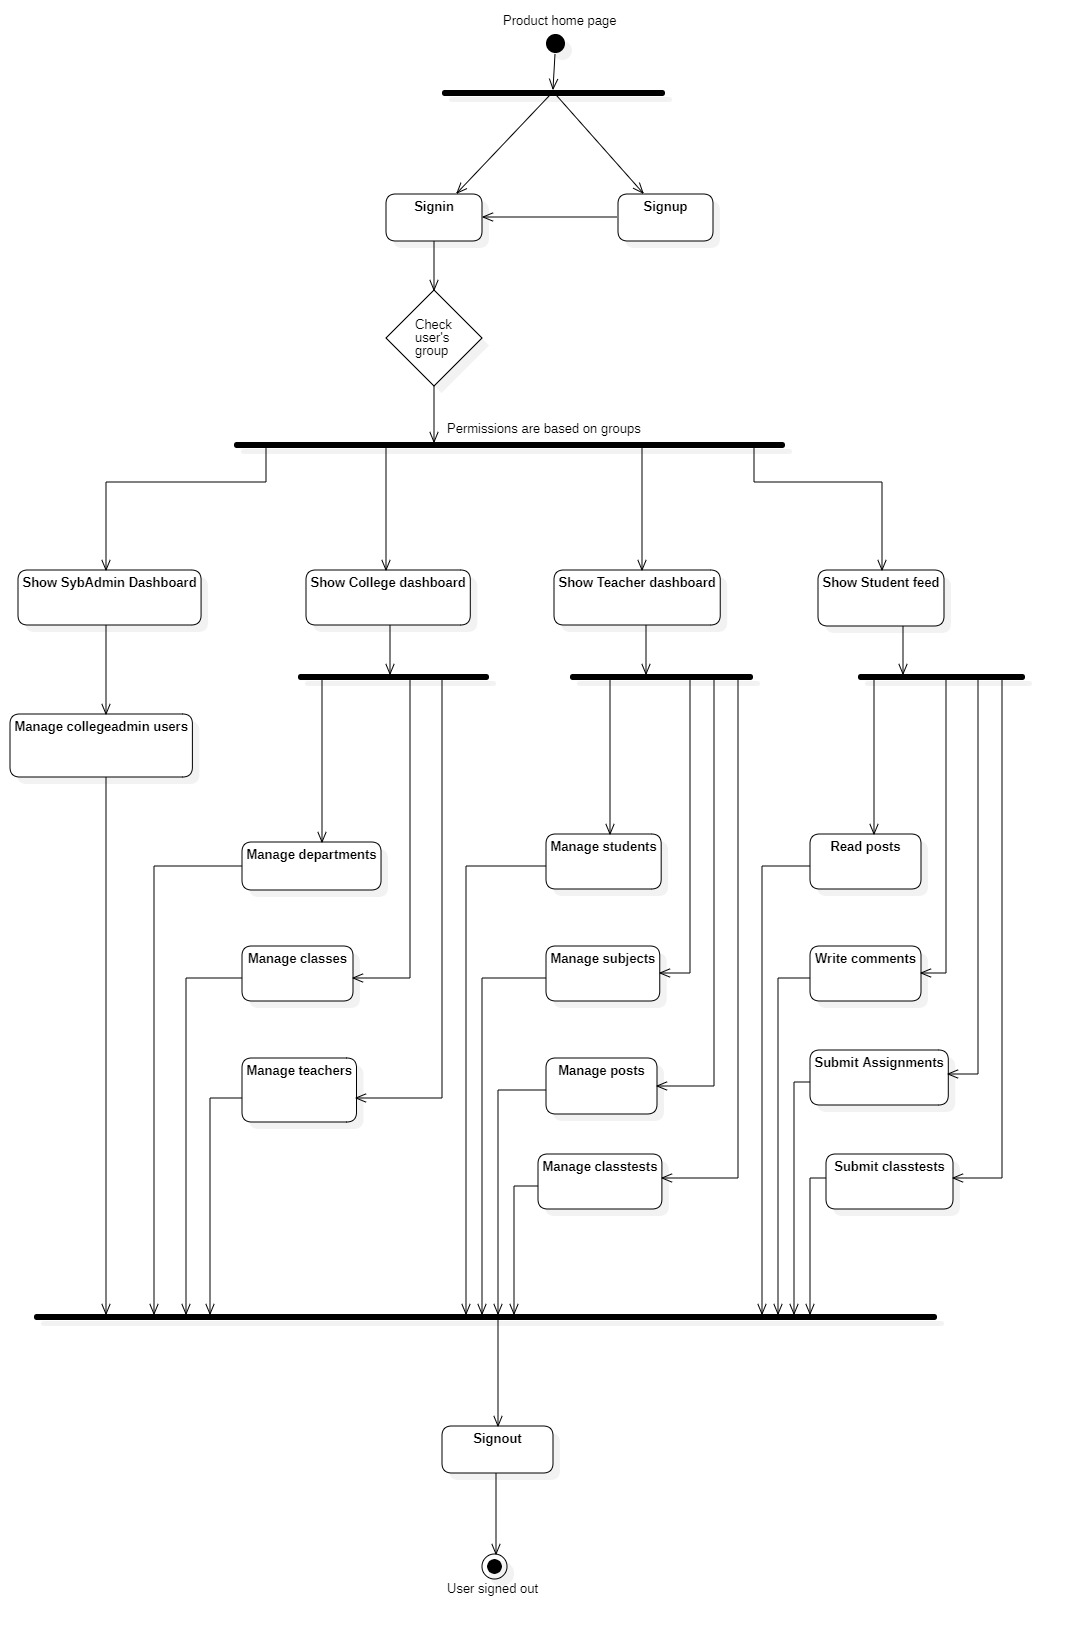 Product home page
Signin
Signup
Check
user's
group
Permissions are based on groups
Show SybAdmin Dashboard
Show College dashboard
Show Teacher dashboard
Show Student feed
Manage collegeadmin users
Manage departments
Manage students
Read posts
Manage classes
Manage subjects
Write comments
Manage teachers
Manage posts
Submit Assignments
Manage classtests
Submit classtests
Signout
User signed out